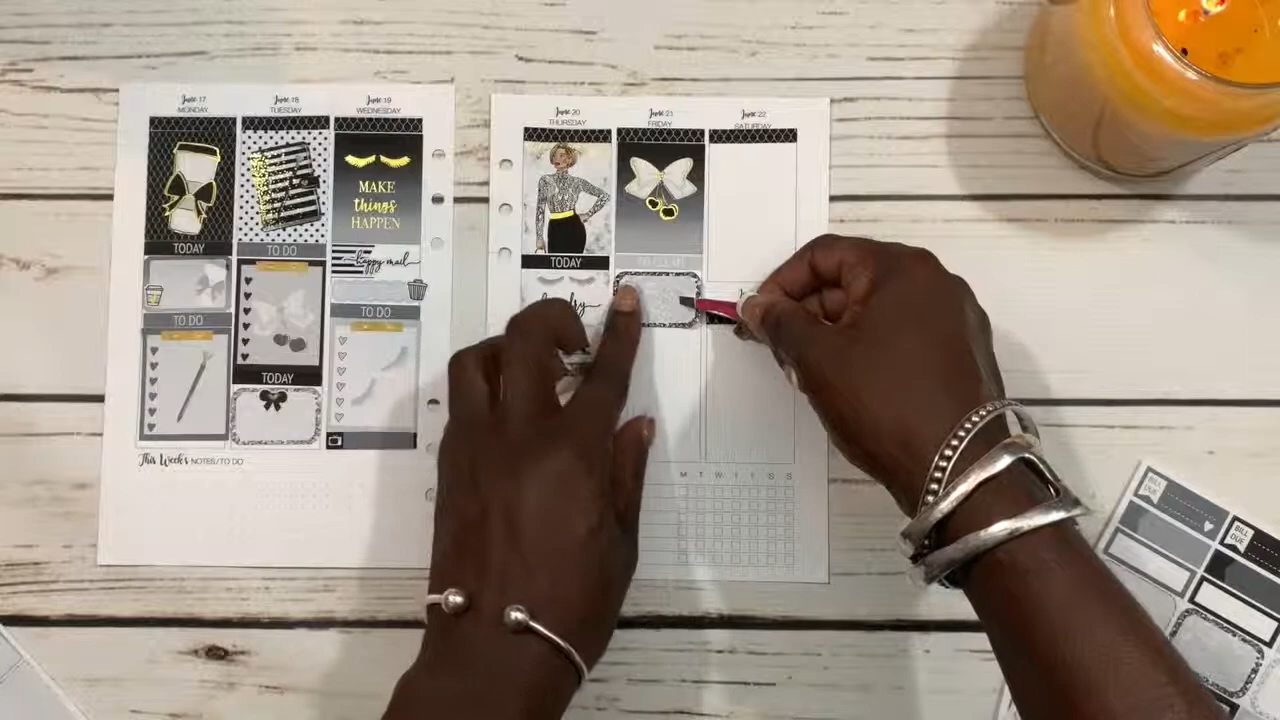 June 17
MONDAY
June 18
TUESDAY
June 19
WEDNESDAY
MAKE
things
HAPPEN
TODAY
TO DO
happy mail
TO DO
TO DO
TODAY
This Week's NOTES/TO DO
June 20
THURSDAY
June 21
FRIDAY
June 22
SATURDAY
TODAY
M T W T F S S
BILL
DUE
BILL
DUE